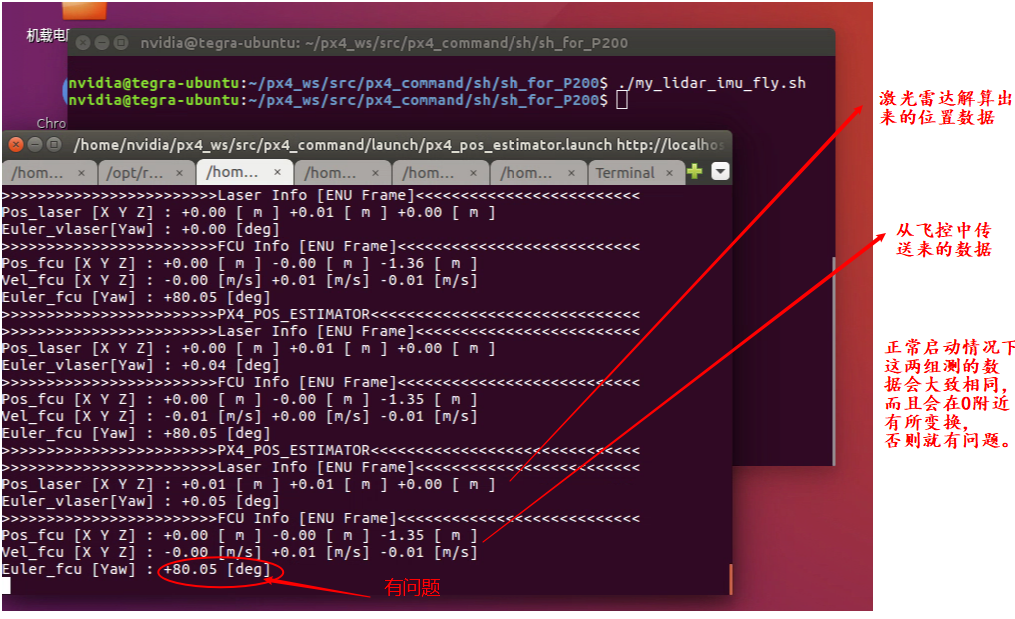 机载电
nvidia@tegra-ubuntu: ~/px4_ws/src/px4_command/sh/sh_for_P200
nvidia@tegra-ubuntu:~/px4_ws/src/px4_command/sh/sh_for_P200$ ./my_lidar_imu_fly.sh
nvidia@tegra-ubuntu:~/px4_ws/src/px4_command/sh/sh_for_P200$
Chro
/home/nvidia/px4_ws/src/px4_command/launch/px4_pos_estimator.launch http://localhos
/hom... × /opt/r... × /hom... × /hom... × /hom... × /hom... × Terminal ×
>>>>>>>>>>>>>>>>>>>>>>>>Laser Info [ENU Frame]<<<<<<<<<<<<<<<<<<<<<<<<<
Pos_laser [X Y Z] : +0.00 [ m ] +0.01 [ m ] +0.00 [ m ]
Euler_vlaser[Yaw] : +0.00 [deg]
>>>>>>>>>>>>>>>>>>>>>>>>FCU Info [ENU Frame]<<<<<<<<<<<<<<<<<<<<<<<<<<<
Pos_fcu [X Y Z] : +0.00 [ m ] -0.00 [ m ] -1.36 [ m ]
Vel_fcu [X Y Z] : -0.00 [m/s] +0.01 [m/s] -0.01 [m/s]
Euler_fcu [Yaw] : +80.05 [deg]
>>>>>>>>>>>>>>>>>>>>>>>>PX4_POS_ESTIMATOR<<<<<<<<<<<<<<<<<<<<<<<<<<<<<<
>>>>>>>>>>>>>>>>>>>>>>>>Laser Info [ENU Frame]<<<<<<<<<<<<<<<<<<<<<<<<<
Pos_laser [X Y Z] : +0.00 [ m ] +0.01 [ m ] +0.00 [ m ]
Euler_vlaser[Yaw] : +0.04 [deg]
>>>>>>>>>>>>>>>>>>>>>>>>FCU Info [ENU Frame]<<<<<<<<<<<<<<<<<<<<<<<<<<<
Pos_fcu [X Y Z] : +0.00 [ m ] -0.00 [ m ] -1.35 [ m ]
Vel_fcu [X Y Z] : -0.01 [m/s] +0.00 [m/s] -0.01 [m/s]
Euler_fcu [Yaw] : +80.05 [deg]
>>>>>>>>>>>>>>>>>>>>>>>>PX4_POS_ESTIMATOR<<<<<<<<<<<<<<<<<<<<<<<<<<<<<<
>>>>>>>>>>>>>>>>>>>>>>>>Laser Info [ENU Frame]<<<<<<<<<<<<<<<<<<<<<<<<<
Pos_laser [X Y Z] : +0.01 [ m ] +0.01 [ m ] +0.00 [ m ]
Euler_vlaser[Yaw] : +0.05 [deg]
>>>>>>>>>>>>>>>>>>>>>>>>FCU Info [ENU Frame]<<<<<<<<<<<<<<<<<<<<<<<<<<<
Pos_fcu [X Y Z] : +0.00 [ m ] -0.00 [ m ] -1.35 [ m ]
Vel_fcu [X Y Z] : -0.00 [m/s] +0.01 [m/s] -0.01 [m/s]
Euler_fcu [Yaw] : +80.05 [deg]
有问题
激光雷达解算出
来的位置数据
从飞控中传
送来的数据
正常启动情况下
这两组测的数
据会大致相同，
而且会在0附近
有所变换，
否则就有问题。